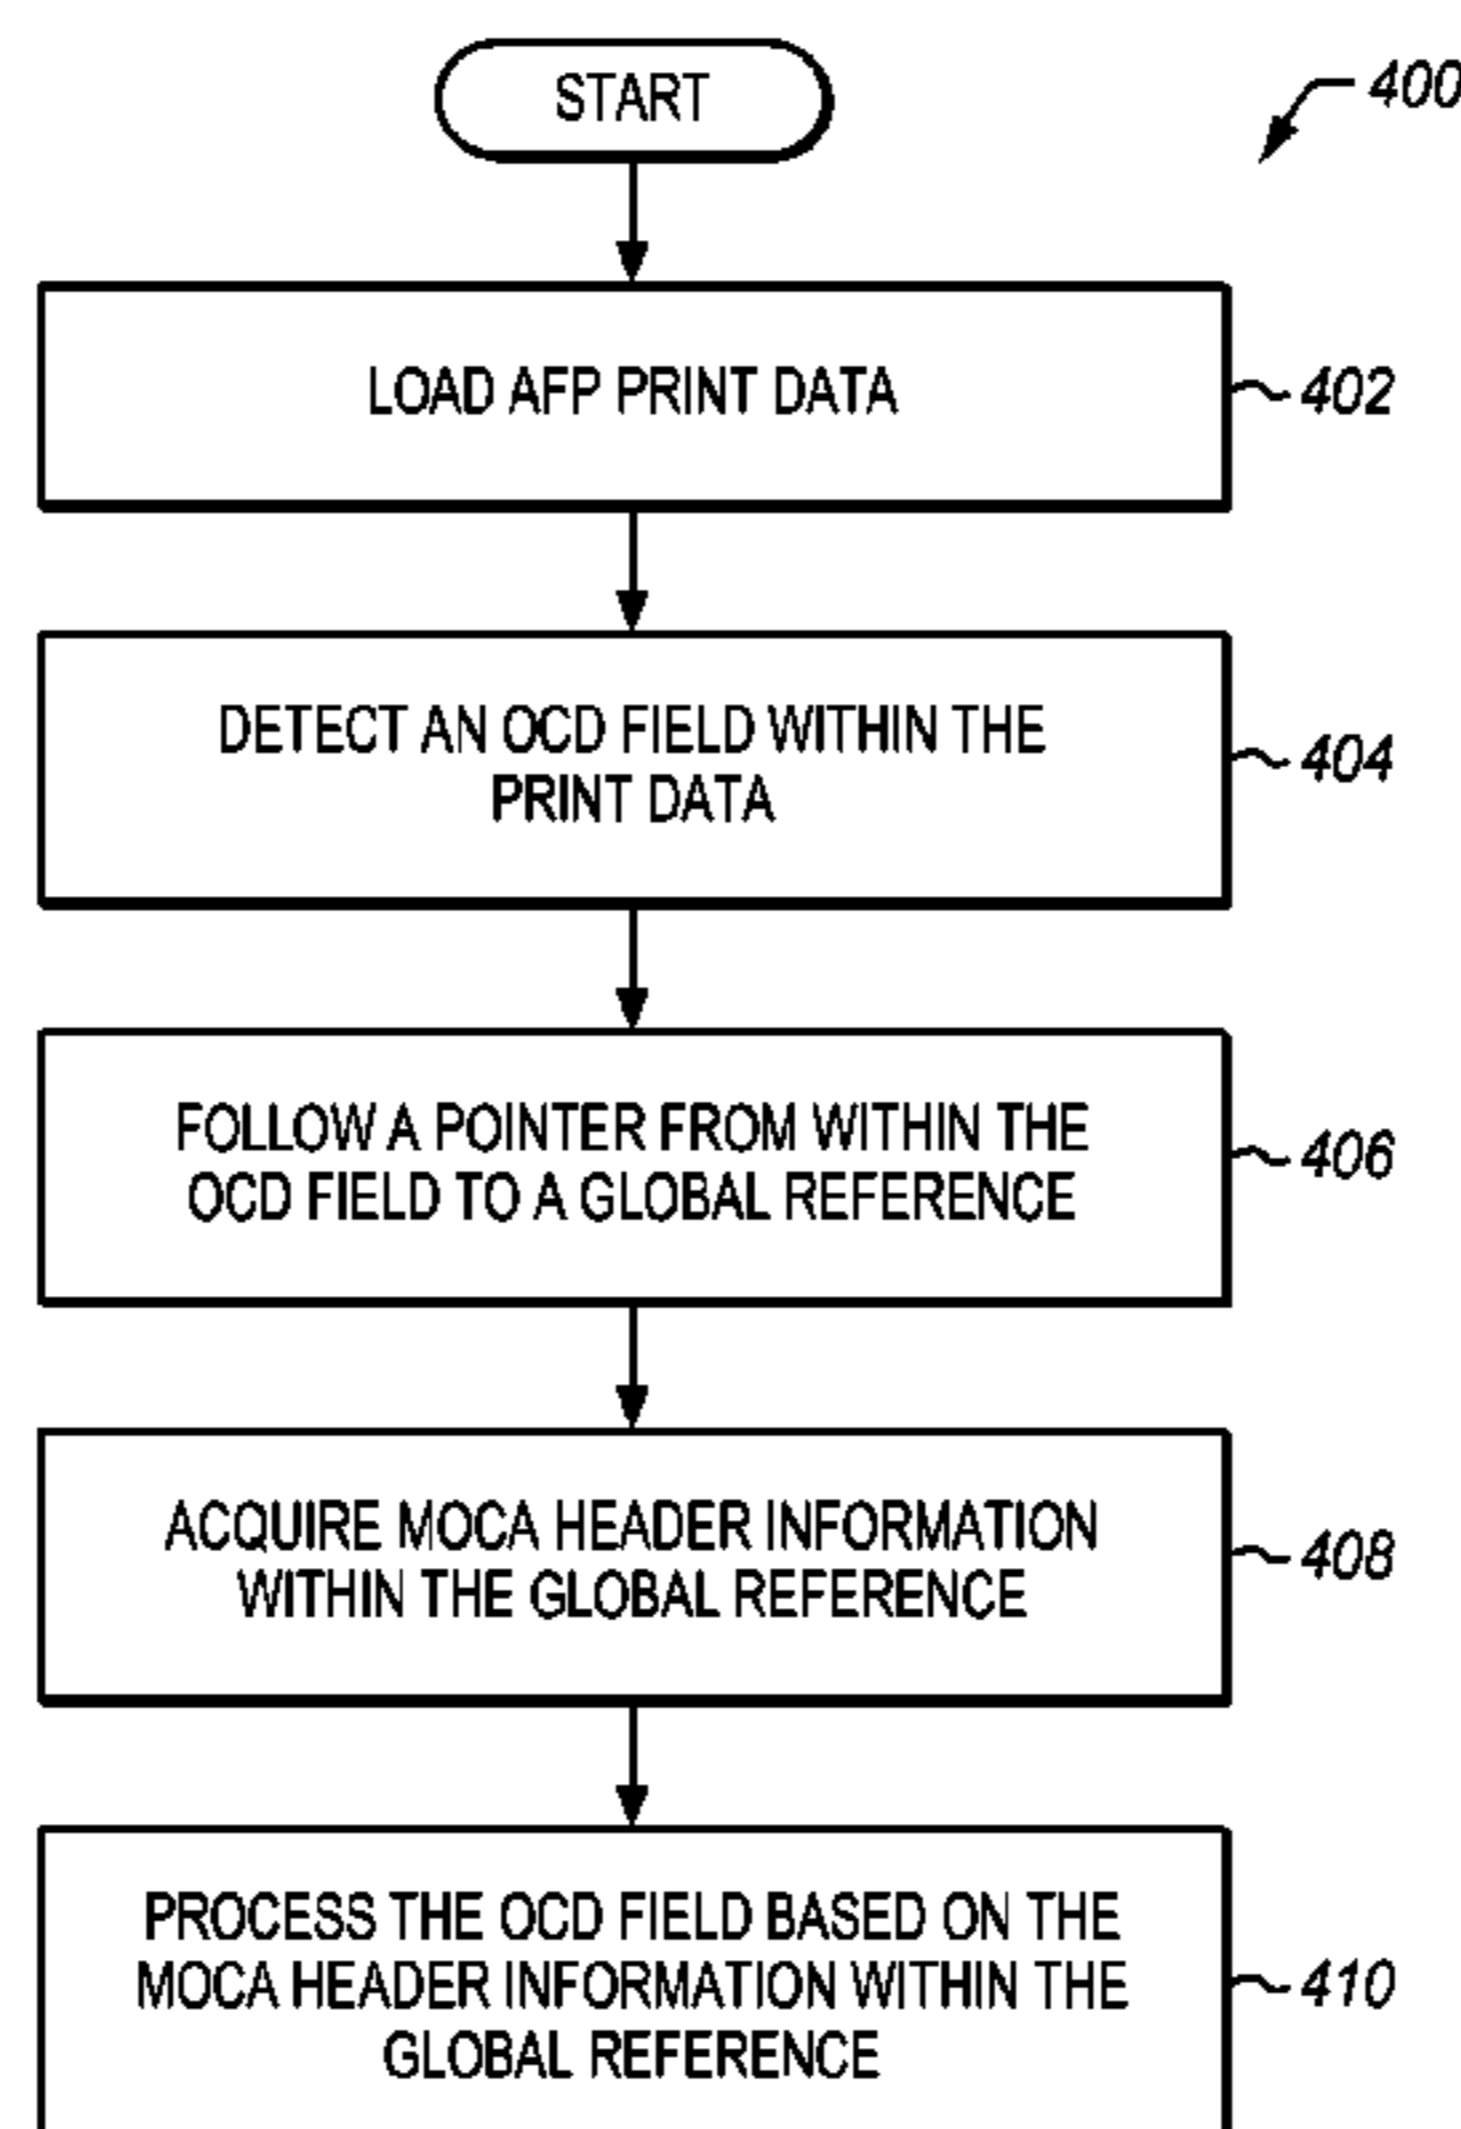 START
400
LOAD AFP PRINT DATA
402
DETECT AN OCD FIELD WITHIN THE
PRINT DATA
404
FOLLOW A POINTER FROM WITHIN THE
OCD FIELD TO A GLOBAL REFERENCE
406
ACQUIRE MOCA HEADER INFORMATION
WITHIN THE GLOBAL REFERENCE
408
PROCESS THE OCD FIELD BASED ON THE
MOCA HEADER INFORMATION WITHIN THE
GLOBAL REFERENCE
410